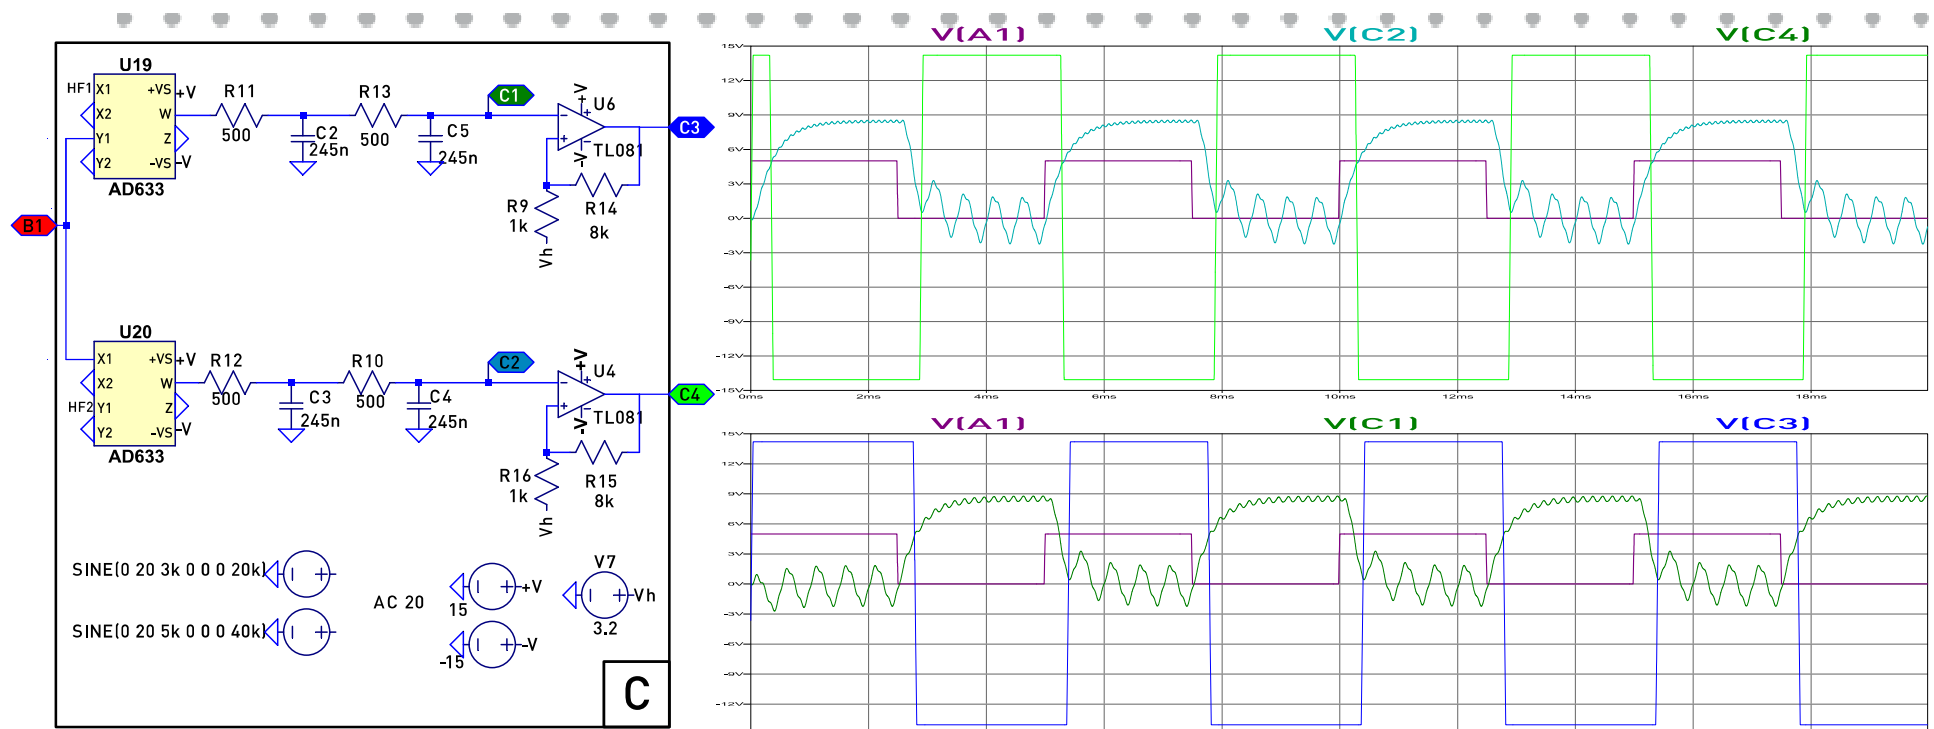 U19
HF1 X1 +VS +V
X2 W
Y1 Z
Y2 -VS -V
AD633
R11
500
C2
245n
R13
500
C5
245n
C1
U6
+V
-V
TL081
C3
R9
1k
R14
8k
Vh
B1
U20
X1 +VS +V
X2 W
HF2 Y1 Z
Y2 -VS -V
AD633
R12
500
C3
245n
R10
500
C4
245n
C2
U4
+V
-V
TL081
C4
R16
1k
R15
8k
Vh
SINE(0 20 3k 0 0 0 20k)
SINE(0 20 5k 0 0 0 40k)
AC 20
+V
15
-V
-15
V7
Vh
3.2
C
V(A1) V(C2) V(C4)
15V
12V
9V
6V
3V
0V
-3V
-6V
-9V
-12V
-15V
0ms 2ms 4ms 6ms 8ms 10ms 12ms 14ms 16ms 18ms
V(A1) V(C1) V(C3)
15V
12V
9V
6V
3V
0V
-3V
-6V
-9V
-12V